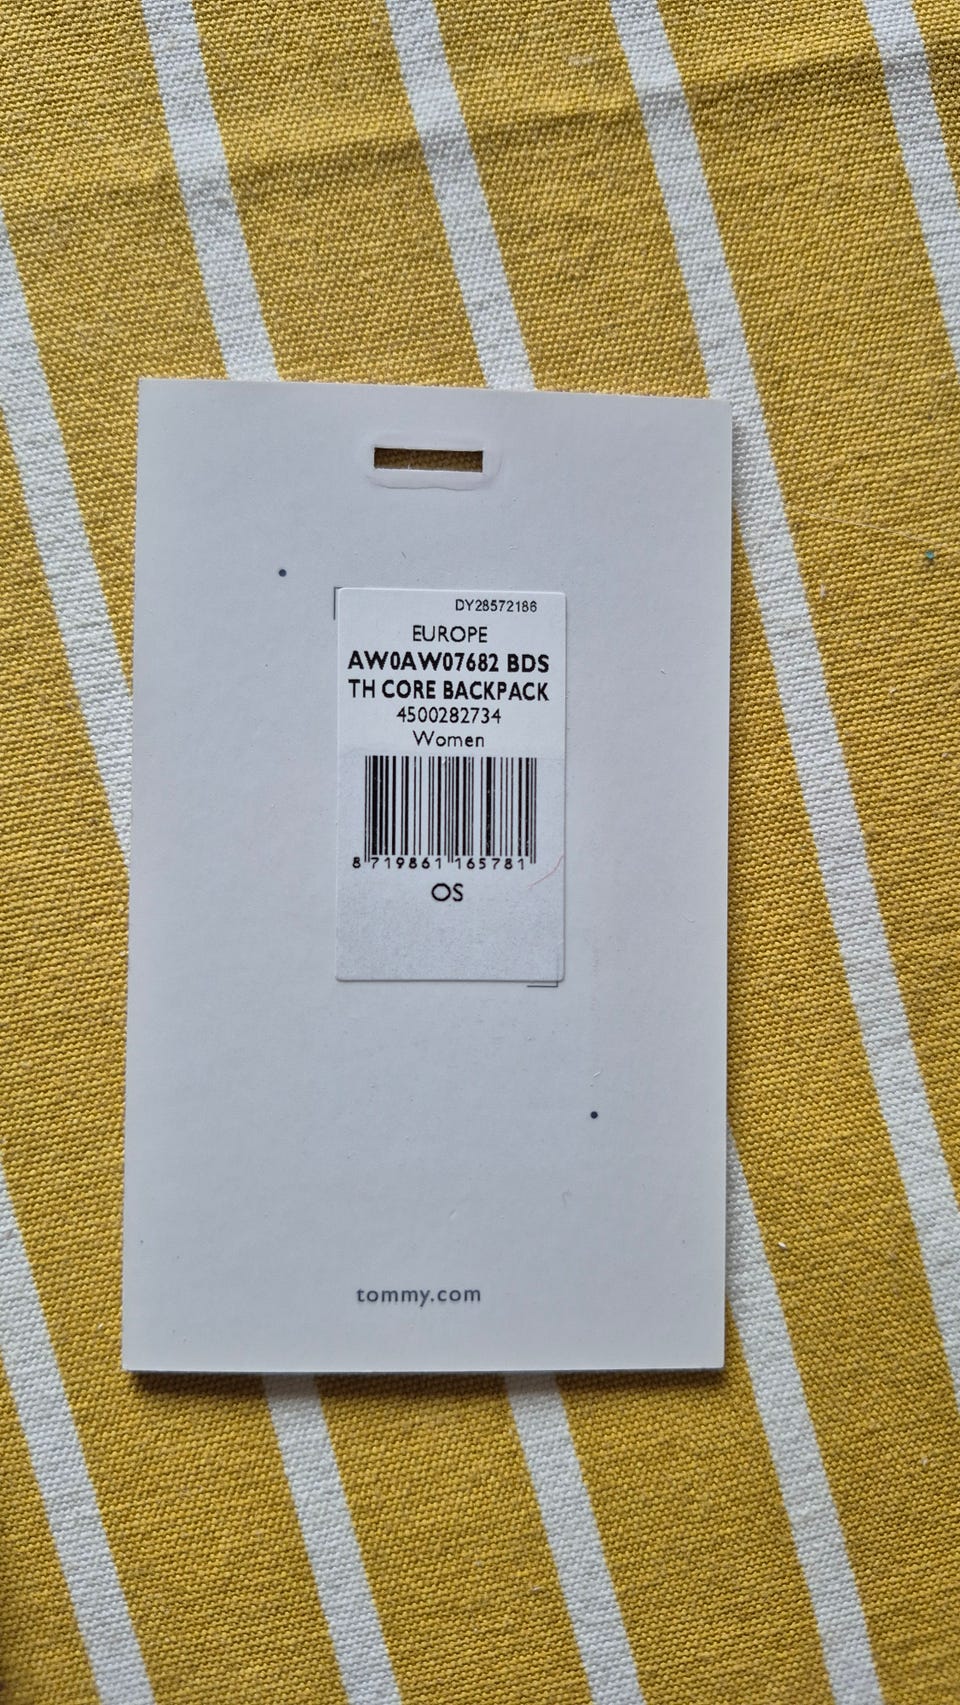 DY28572186
EUROPE
AW0AW07682 BDS
TH CORE BACKPACK
4500282734
Women
8 719861 165781
OS
tommy.com